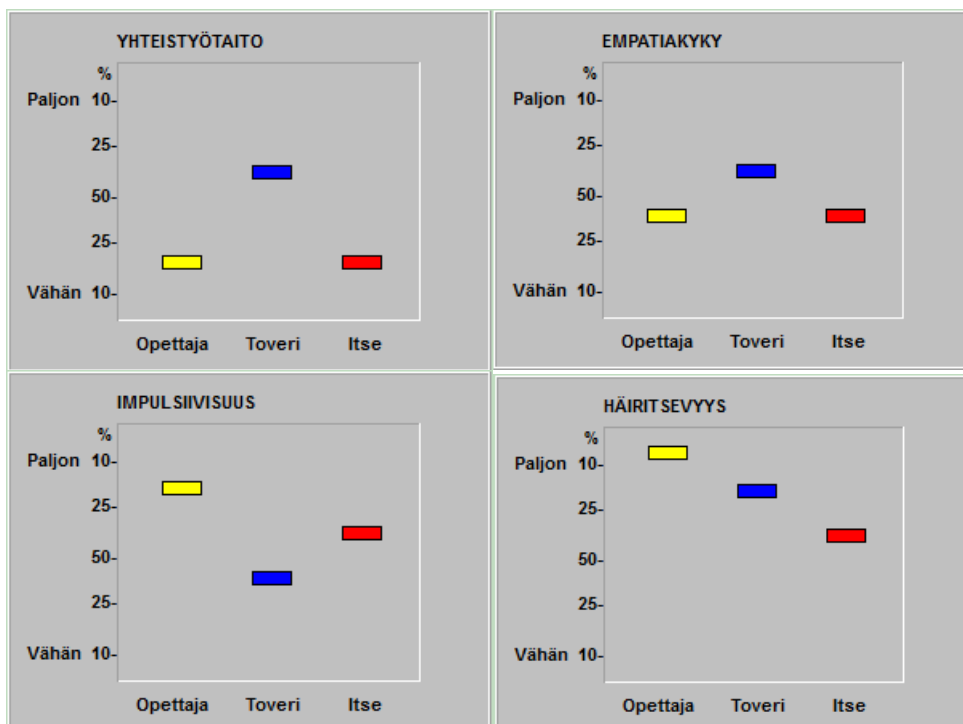 YHTEISTYÖTAITO
%
Paljon 10-
25-
50-
25-
Vähän 10-
Opettaja Toveri Itse
EMPATIAKYKY
%
Paljon 10-
25-
50-
25-
Vähän 10-
Opettaja Toveri Itse
IMPULSIIVISUUS
%
Paljon 10-
25-
50-
25-
Vähän 10-
Opettaja Toveri Itse
HÄIRITSEVYYS
%
Paljon 10-
25-
50-
25-
Vähän 10-
Opettaja Toveri Itse